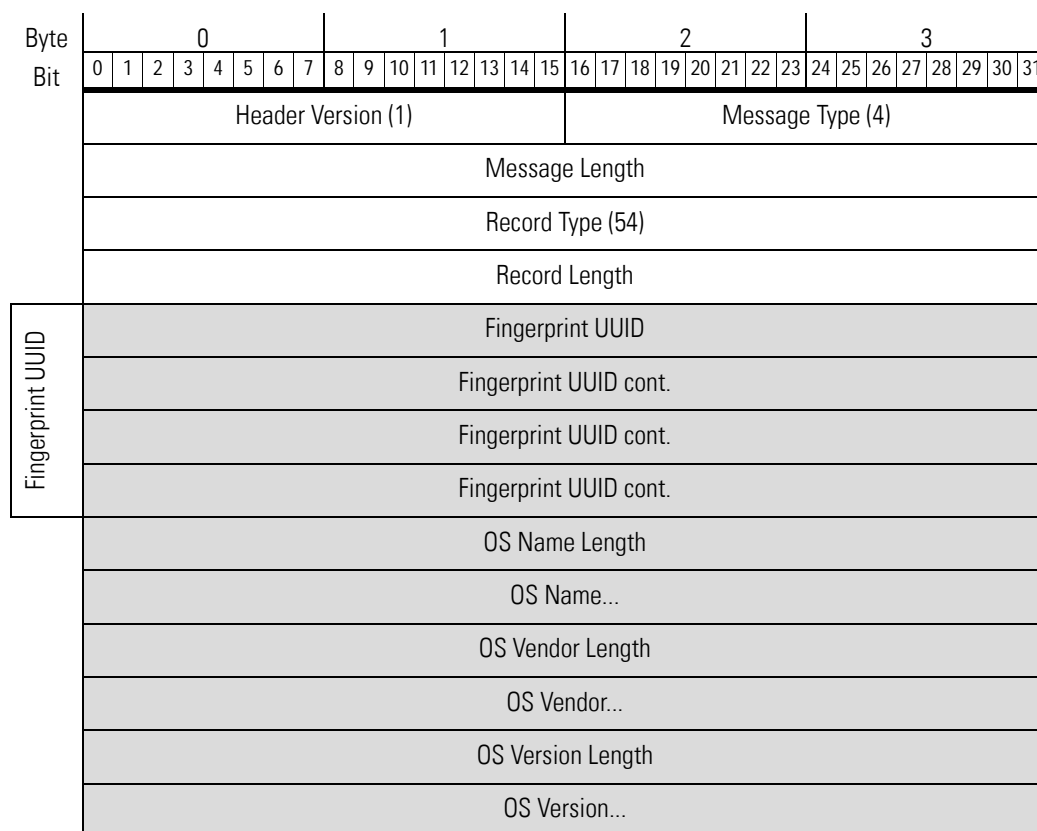 Byte 0 1 2 3
Bit 0 1 2 3 4 5 6 7 8 9 10 11 12 13 14 15 16 17 18 19 20 21 22 23 24 25 26 27 28 29 30 31
Header Version (1) Message Type (4)
Message Length
Record Type (54)
Record Length
Fingerprint UUID
Fingerprint UUID
Fingerprint UUID cont.
Fingerprint UUID cont.
Fingerprint UUID cont.
OS Name Length
OS Name...
OS Vendor Length
OS Vendor...
OS Version Length
OS Version...